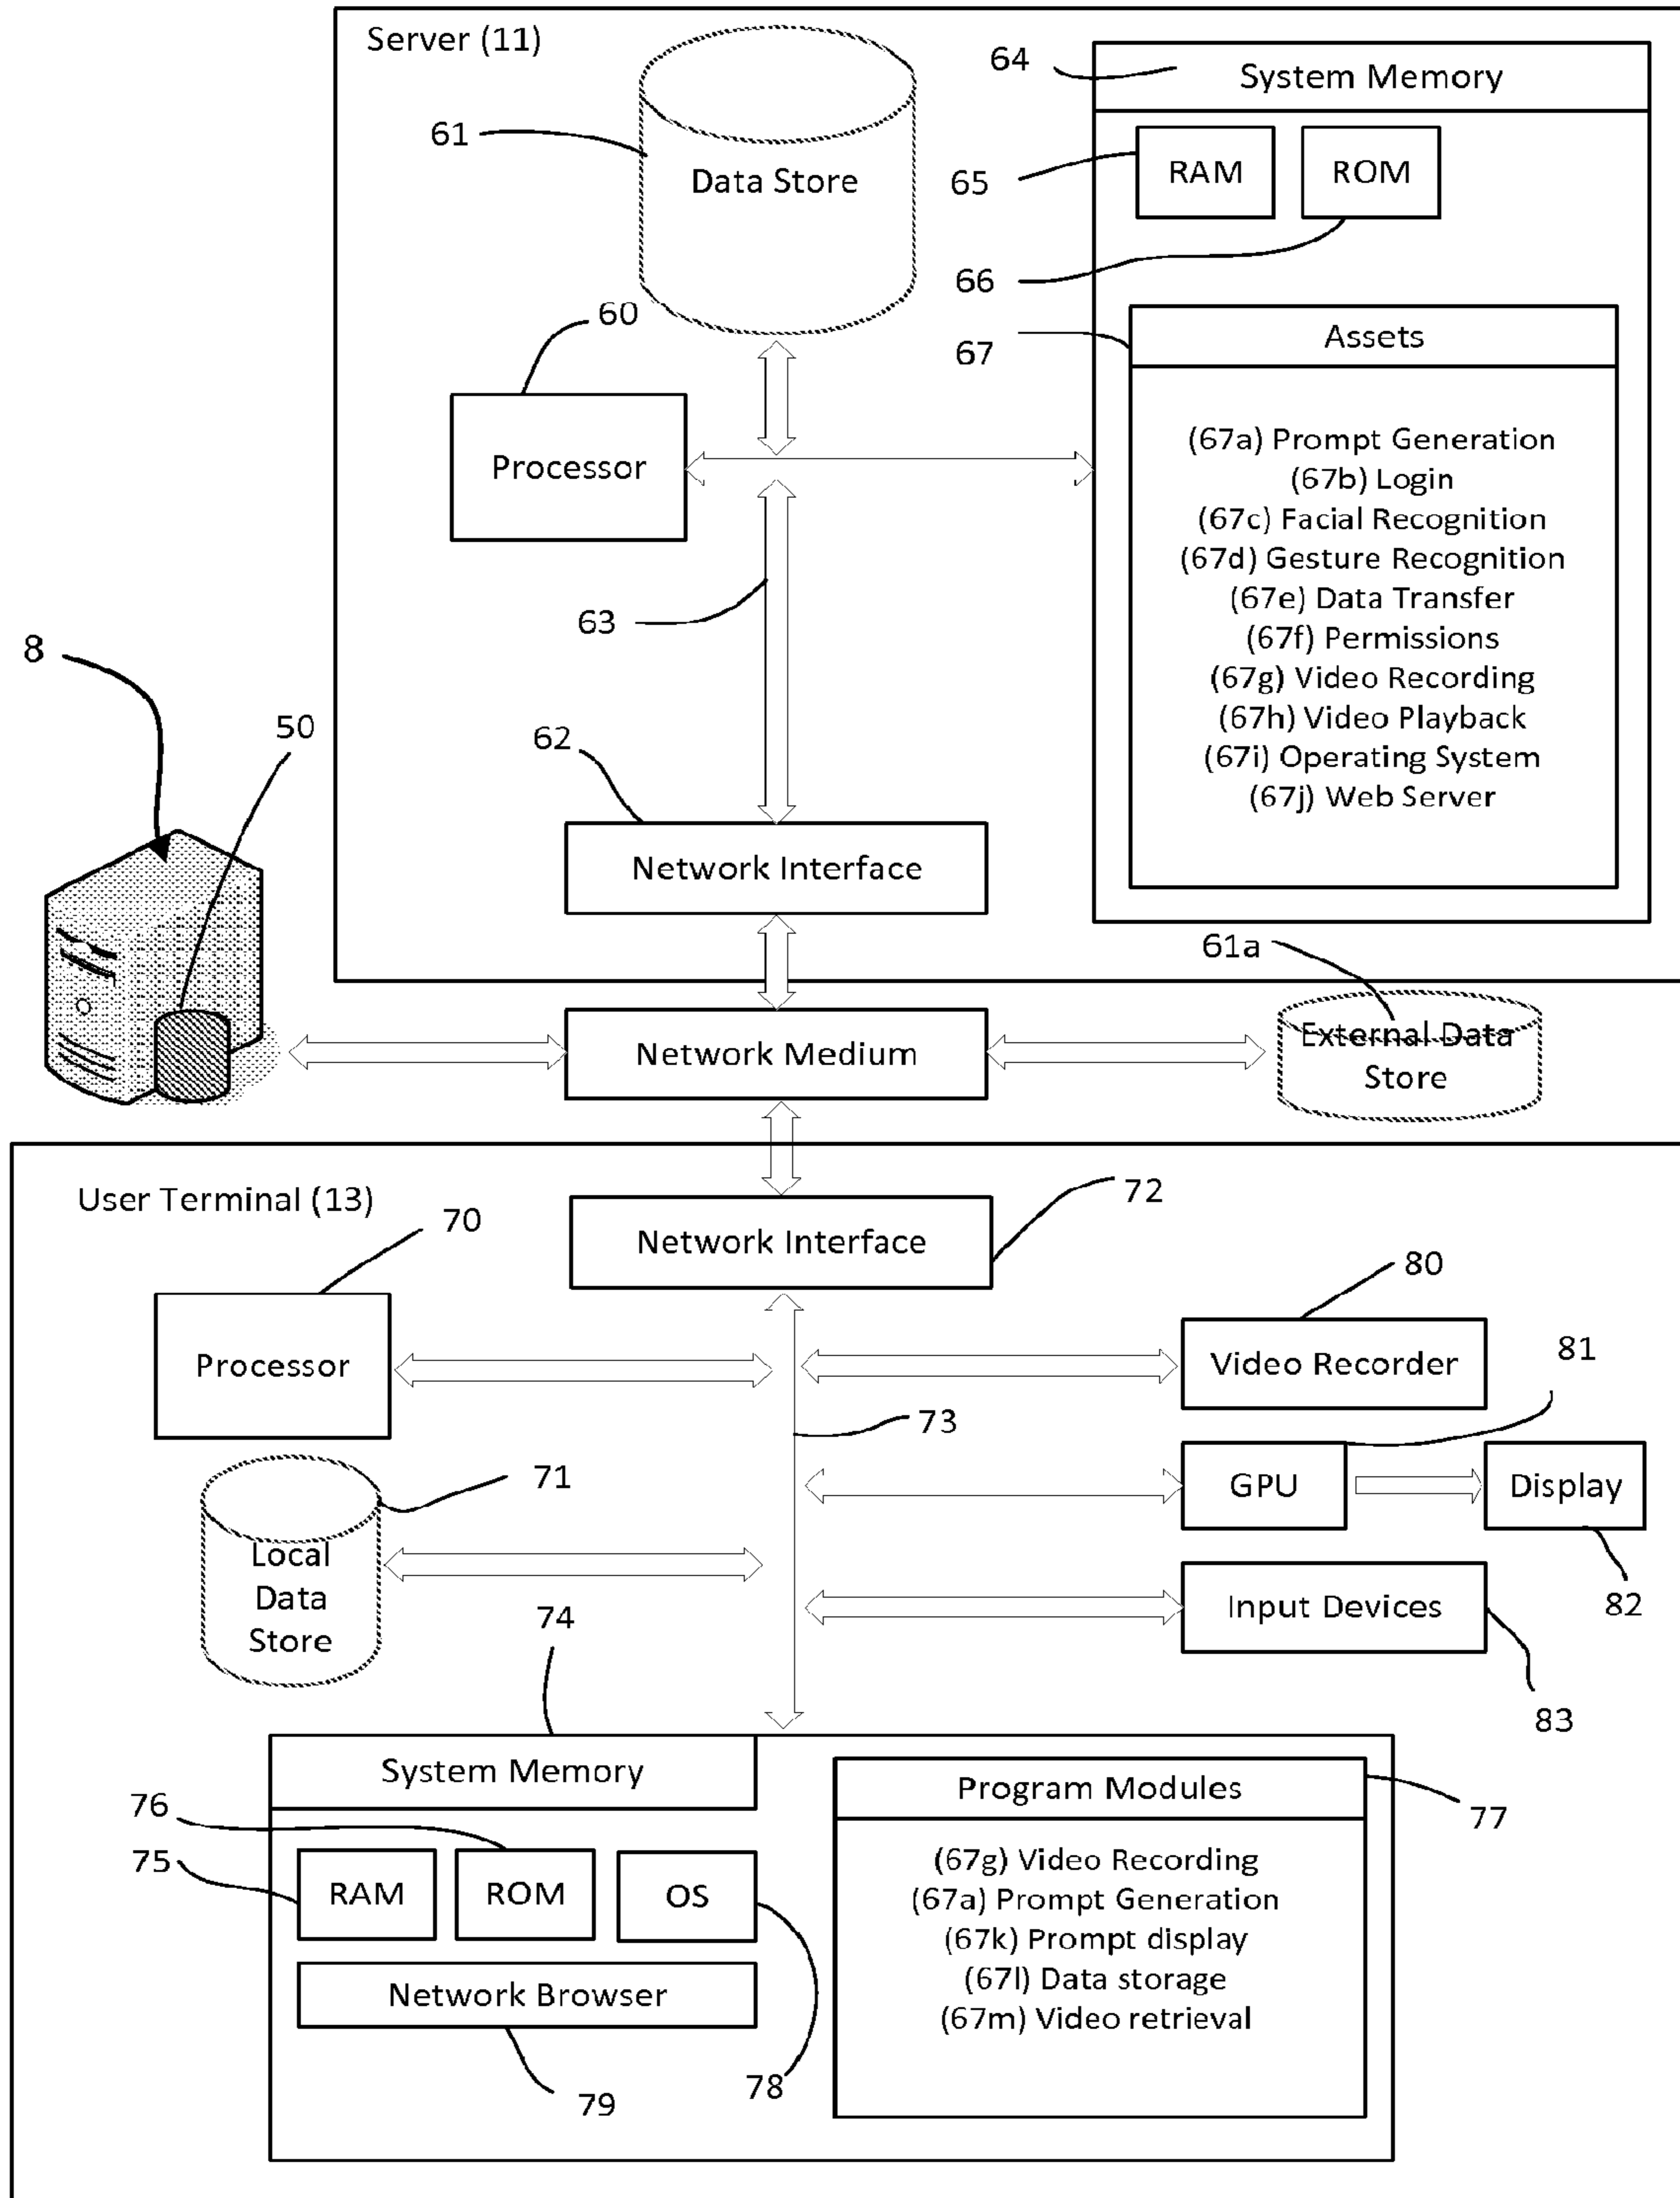 Server (11)
64
System Memory
61
Data Store
65
RAM
ROM
66
60
67
Assets
Processor
(67a) Prompt Generation
(67b) Login
(67c) Facial Recognition
(67d) Gesture Recognition
(67e) Data Transfer
(67f) Permissions
(67g) Video Recording
(67h) Video Playback
(67i) Operating System
(67j) Web Server
63
8
50
62
Network Interface
61a
Network Medium
External Data
Store
User Terminal (13)
72
70
Network Interface
80
Processor
Video Recorder
81
73
71
GPU
Display
Local
Data
Store
Input Devices
82
74
83
System Memory
Program Modules
76
77
75
RAM
ROM
OS
(67g) Video Recording
(67a) Prompt Generation
(67k) Prompt display
(67l) Data storage
(67m) Video retrieval
Network Browser
78
79